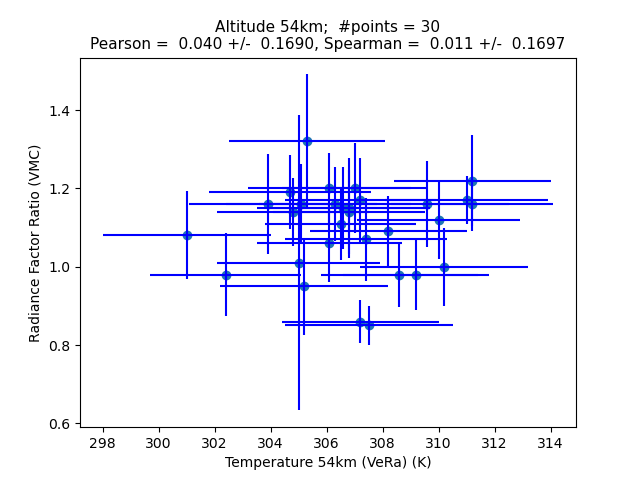 Altitude 54km;  #points = 30
Pearson =  0.040 +/-  0.1690, Spearman =  0.011 +/-  0.1697
1.4
1.2
1.0
0.8
0.6
Radiance Factor Ratio (VMC)
298 300 302 304 306 308 310 312 314
Temperature 54km (VeRa) (K)